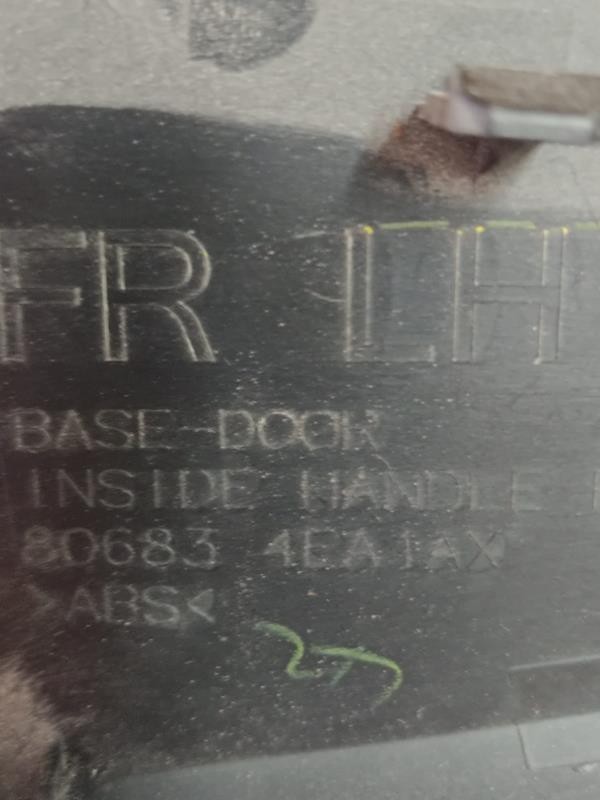 FR LH
BASE-DOOR
INSIDE HANDLE
80683 4EA1AX
>ABS<